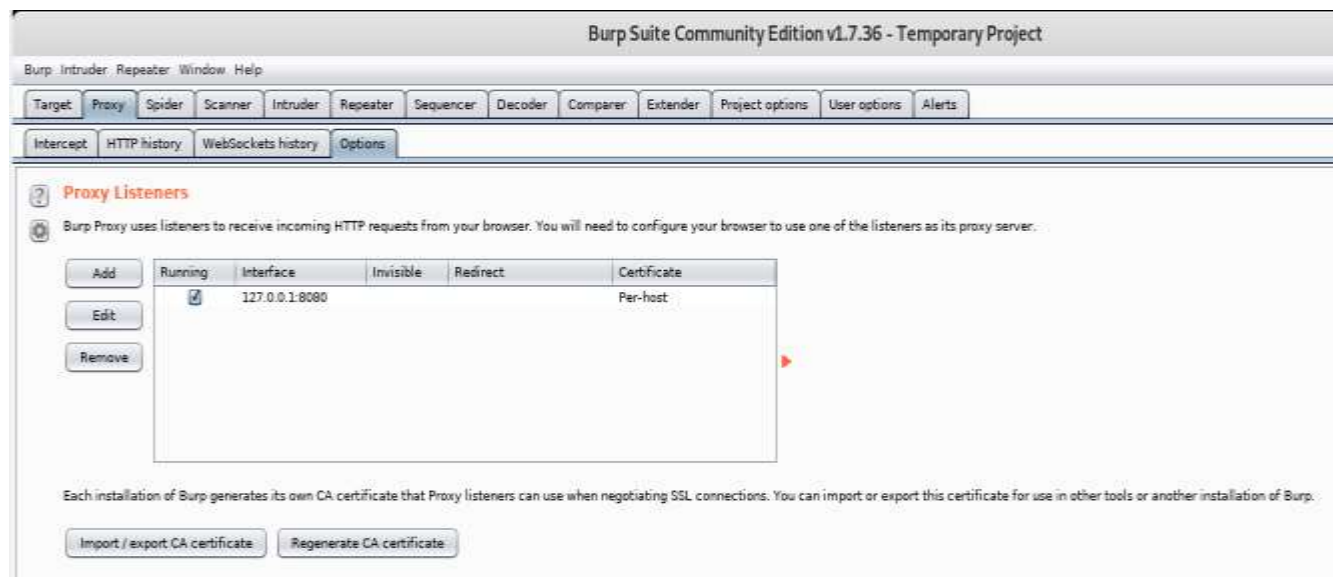 Burp Suite Community Edition v1.7.36 - Temporary Project
Burp Intruder Repeater Window Help
Target Proxy Spider Scanner Intruder Repeater Sequencer Decoder Comparer Extender Project options User options Alerts
Intercept HTTP history WebSockets history Options
? Proxy Listeners
Burp Proxy uses listeners to receive incoming HTTP requests from your browser. You will need to configure your browser to use one of the listeners as its proxy server.
Add Running Interface Invisible Redirect Certificate
127.0.0.1:8080 Per-host
Edit
Remove
Each installation of Burp generates its own CA certificate that Proxy listeners can use when negotiating SSL connections. You can import or export this certificate for use in other tools or another installation of Burp.
Import / export CA certificate Regenerate CA certificate